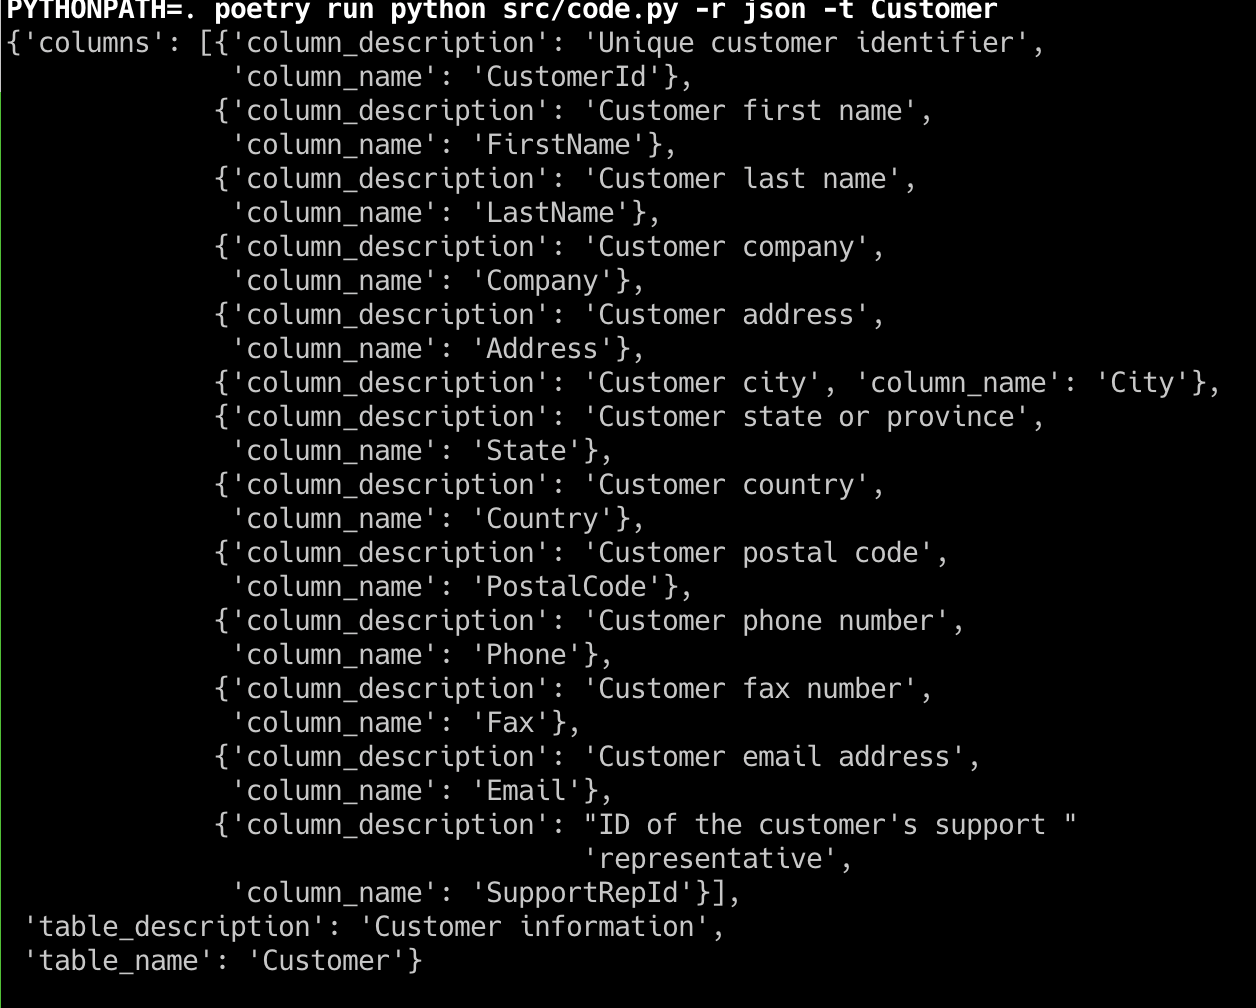 PYTHONPATH=. poetry run python src/code.py -r json -t Customer
{'columns': [{'column_description': 'Unique customer identifier',
              'column_name': 'CustomerId'},
             {'column_description': 'Customer first name',
              'column_name': 'FirstName'},
             {'column_description': 'Customer last name',
              'column_name': 'LastName'},
             {'column_description': 'Customer company',
              'column_name': 'Company'},
             {'column_description': 'Customer address',
              'column_name': 'Address'},
             {'column_description': 'Customer city', 'column_name': 'City'},
             {'column_description': 'Customer state or province',
              'column_name': 'State'},
             {'column_description': 'Customer country',
              'column_name': 'Country'},
             {'column_description': 'Customer postal code',
              'column_name': 'PostalCode'},
             {'column_description': 'Customer phone number',
              'column_name': 'Phone'},
             {'column_description': 'Customer fax number',
              'column_name': 'Fax'},
             {'column_description': 'Customer email address',
              'column_name': 'Email'},
             {'column_description': "ID of the customer's support "
                                    'representative',
              'column_name': 'SupportRepId'}],
 'table_description': 'Customer information',
 'table_name': 'Customer'}